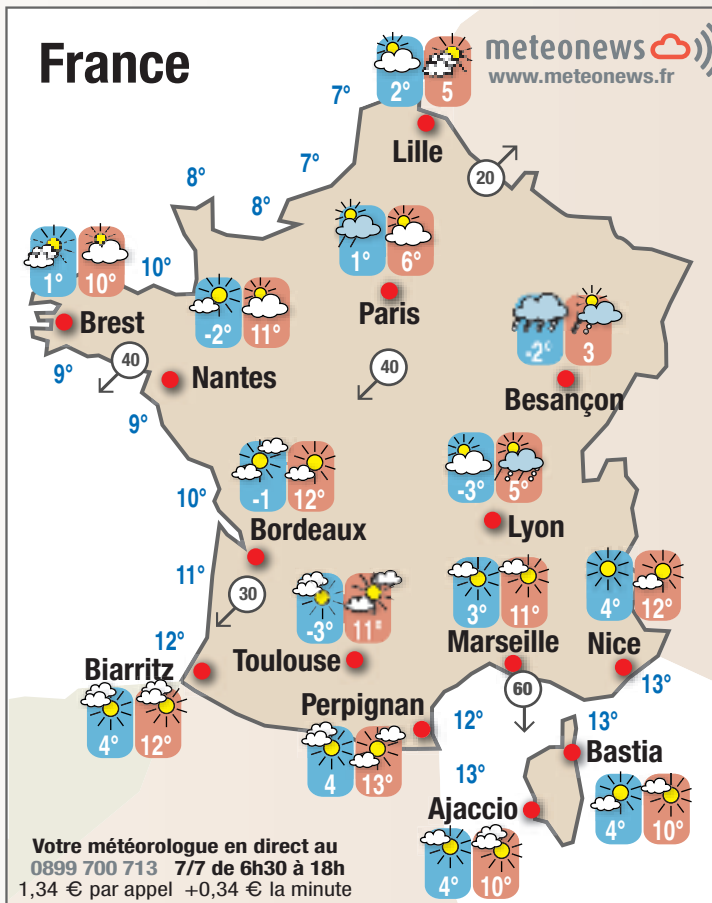 France
meteonews
www.meteonews.fr
2° 5
7°
Lille
7°
20
8°
8°
1° 6°
Paris
1° 10°
10°
-2° 11°
Brest
-2° 3
9°
40
Nantes
40
Besançon
9°
-1 12°
-3° 5°
10°
Bordeaux
Lyon
11°
30
-3° 11°
3° 11°
4° 12°
12°
Biarritz
Toulouse
Marseille
Nice
4° 12°
Perpignan
60
13°
12°
13°
4 13°
13°
Bastia
Ajaccio
4° 10°
4° 10°
Votre météorologue en direct au
0899 700 713 7/7 de 6h30 à 18h
1,34 € par appel +0,34 € la minute